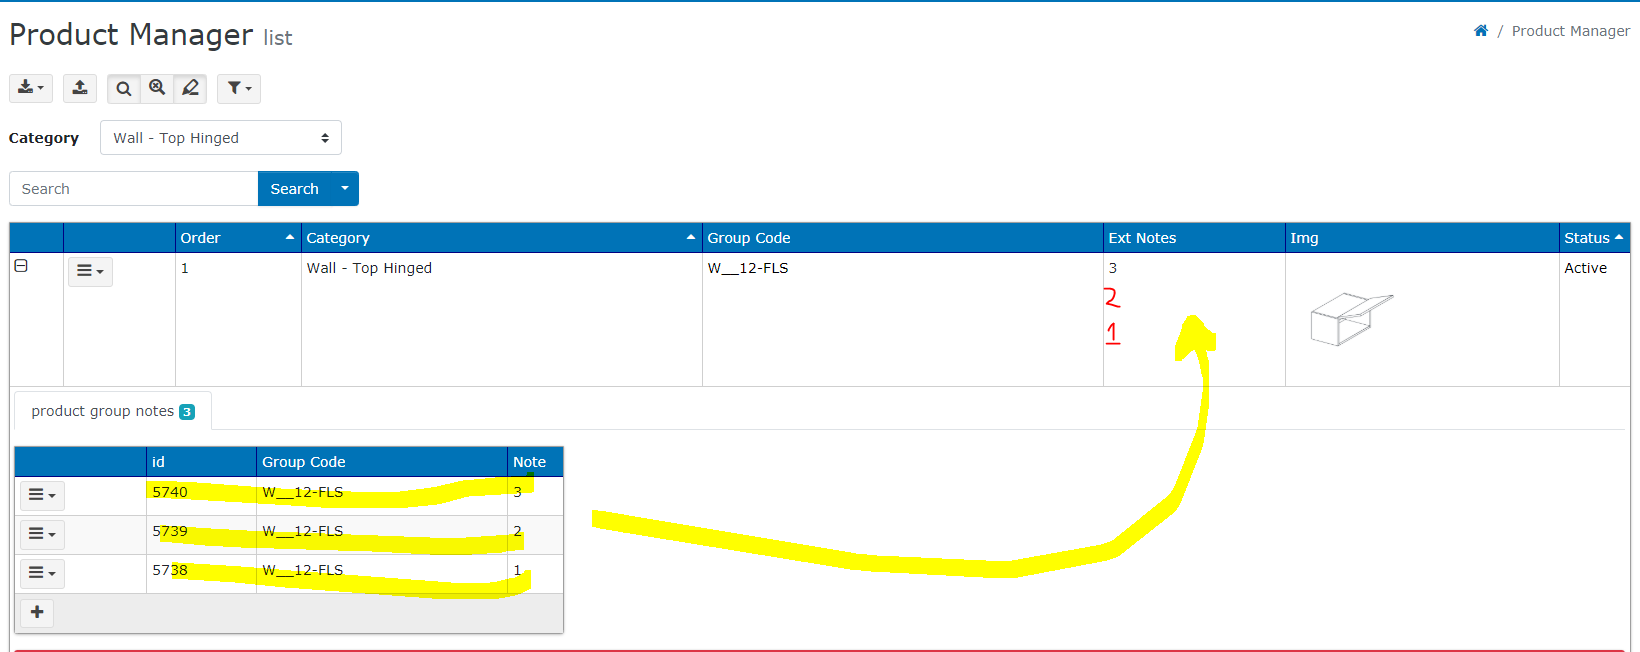 Product Manager list
/ Product Manager
Category Wall - Top Hinged
Search Search
Order Category Group Code Ext Notes Img Status
1 Wall - Top Hinged W__12-FLS 3 Active
2
1
product group notes 3
id Group Code Note
5740 W__12-FLS 3
5739 W__12-FLS 2
5738 W__12-FLS 1